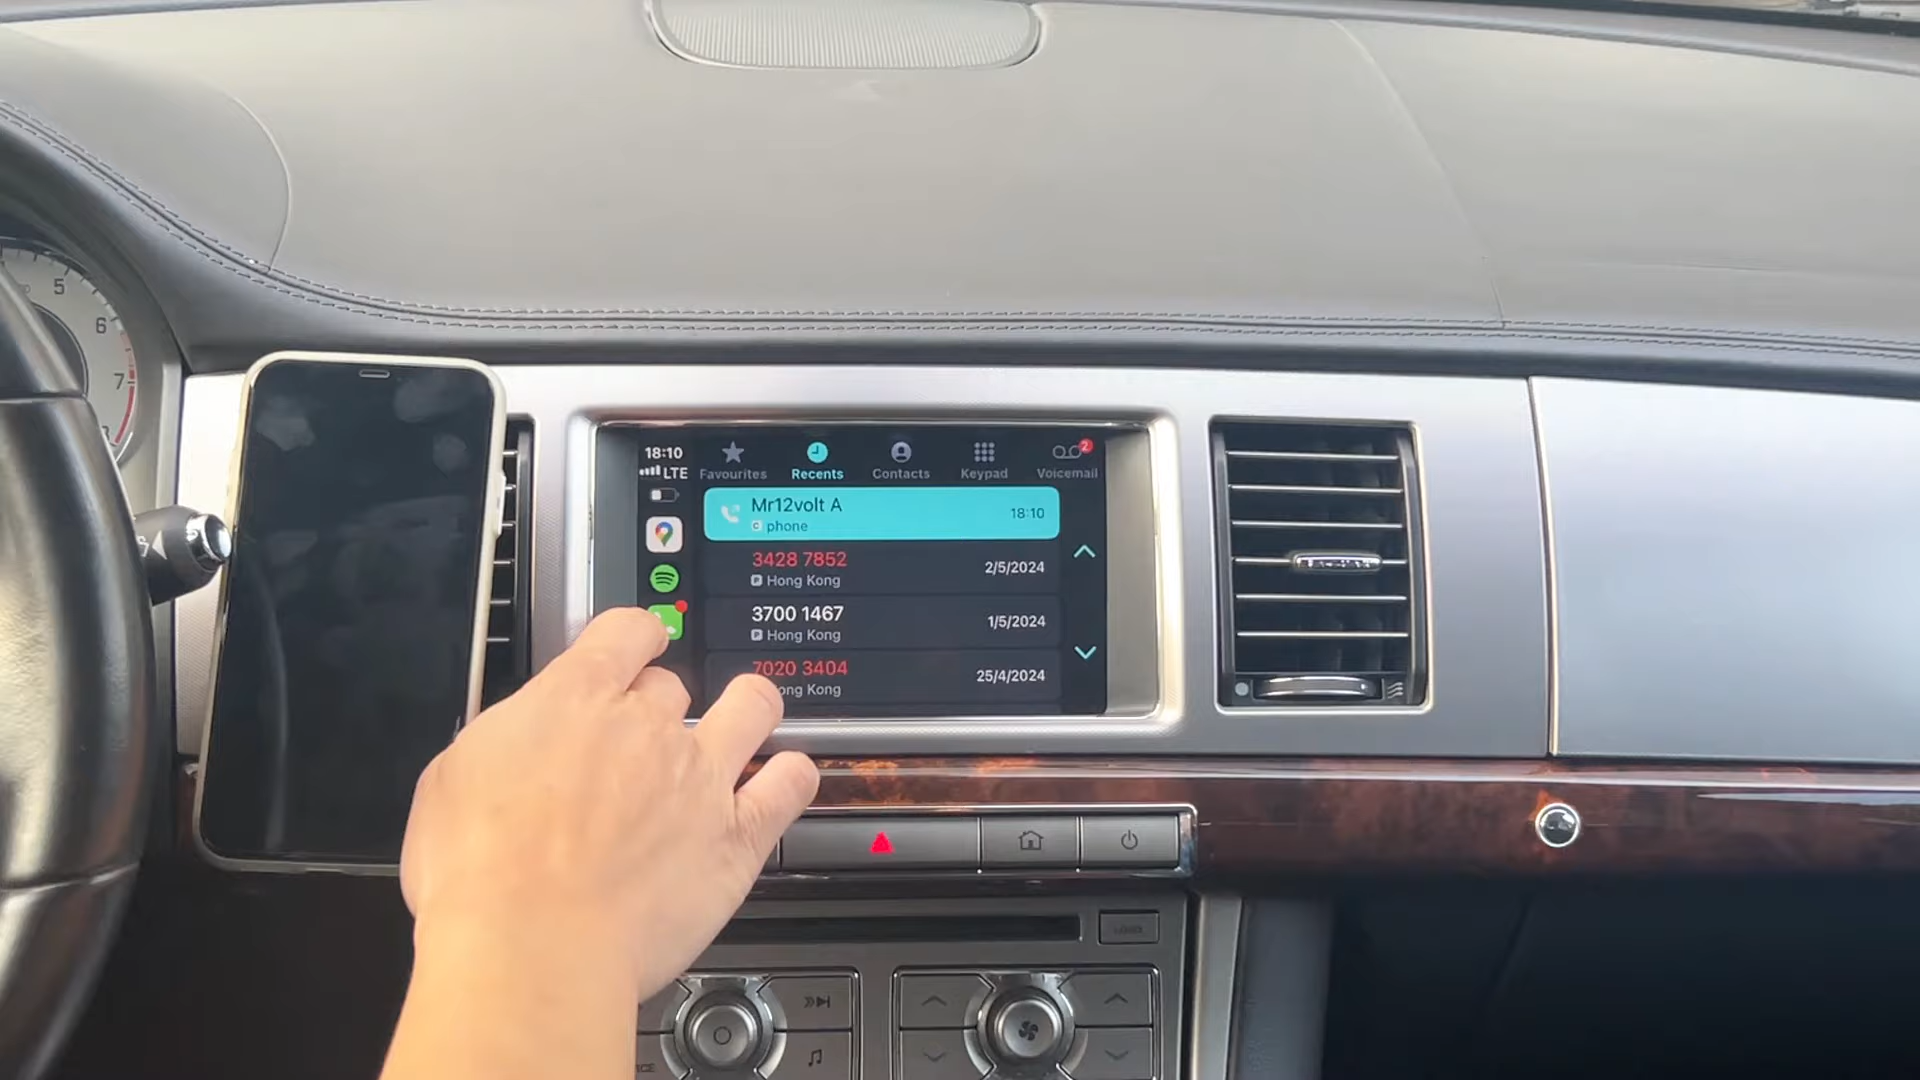 5
6
7
18:10
LTE
Favourites
Recents
Contacts
Keypad
2
Voicemail
Mr12volt A
C phone
18:10
3428 7852
P Hong Kong
2/5/2024
3700 1467
P Hong Kong
1/5/2024
7020 3404
ong Kong
25/4/2024